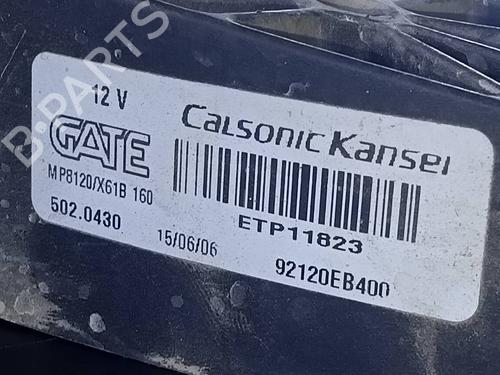 B-PARTS
12 V
Calsonic Kansei
GATE
MP8120/X61B 160
ETP11823
502.0430
15/06/06
92120EB400